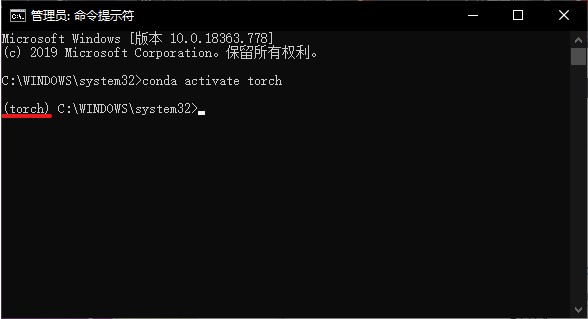 管理员: 命令提示符
Microsoft Windows [版本 10.0.18363.778]
(c) 2019 Microsoft Corporation。保留所有权利。
C:\WINDOWS\system32>conda activate torch
(torch) C:\WINDOWS\system32>